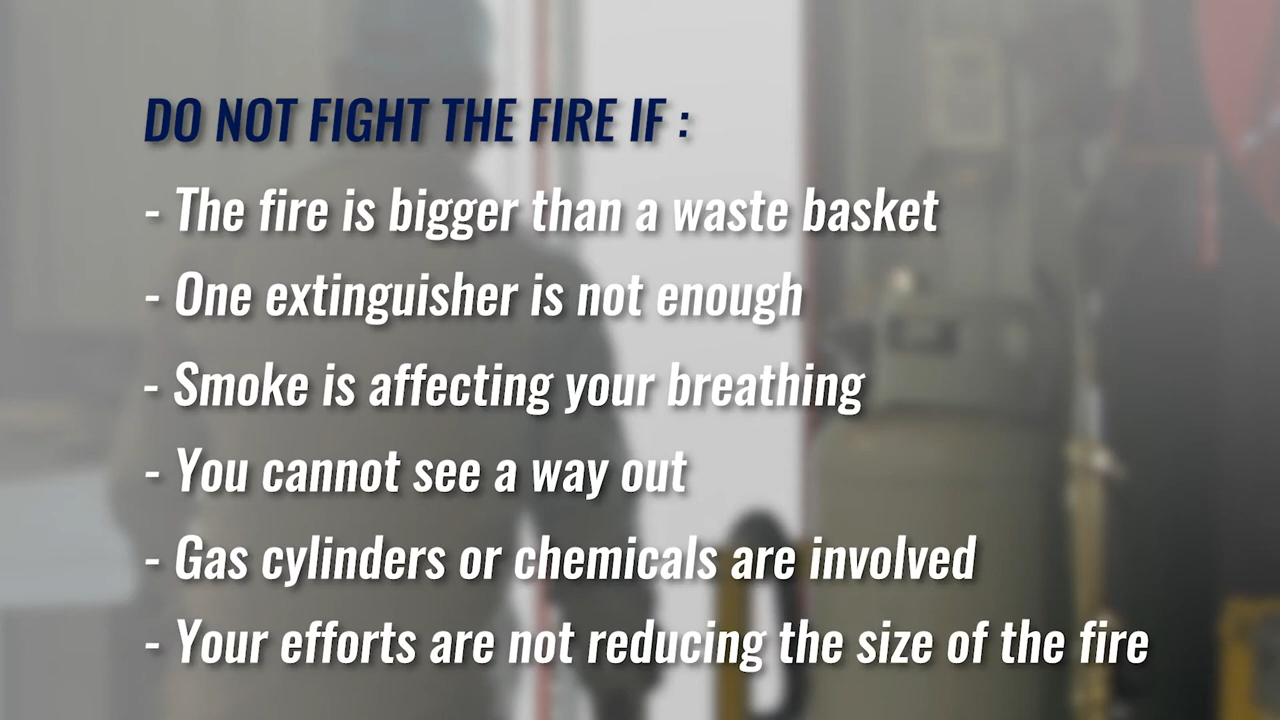 DO NOT FIGHT THE FIRE IF :
- The fire is bigger than a waste basket
- One extinguisher is not enough
- Smoke is affecting your breathing
- You cannot see a way out
- Gas cylinders or chemicals are involved
- Your efforts are not reducing the size of the fire